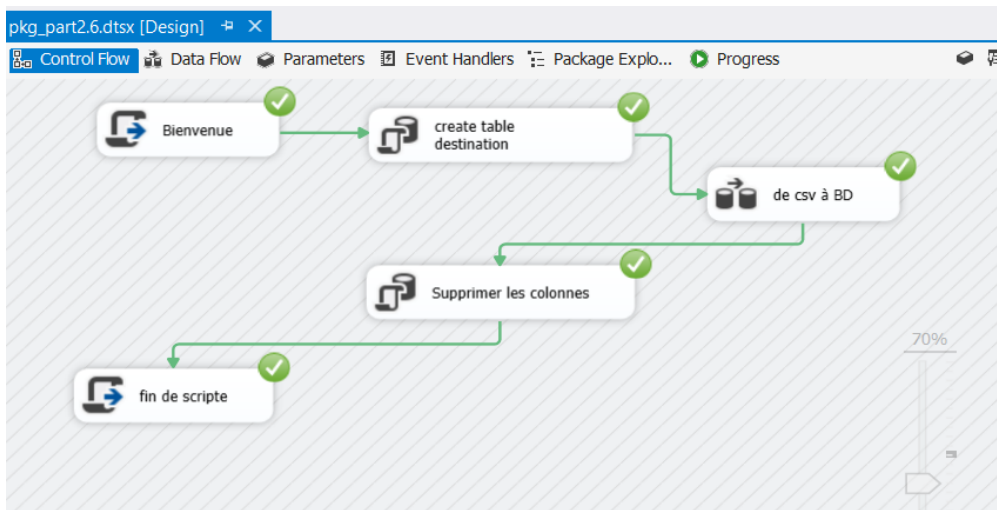 pkg_part2.6.dtsx [Design]
Control Flow Data Flow Parameters Event Handlers Package Explo... Progress
Bienvenue
create table
destination
de csv à BD
Supprimer les colonnes
70%
fin de scripte